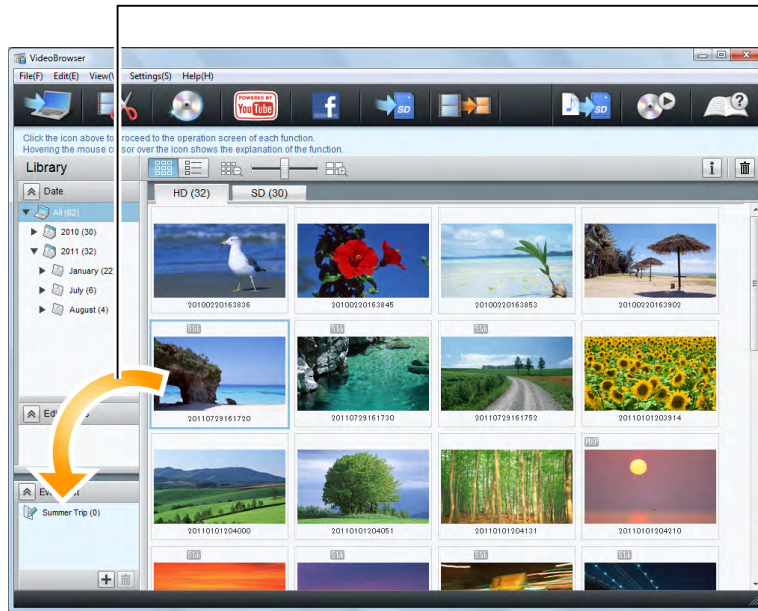 VideoBrowser
File(F) Edit(E) View(V Settings(S) Help(H)
POWERED BY
YouTube
f
SD
SD
Click the icon above to proceed to the operation screen of each function.
Hovering the mouse cursor over the icon shows the explanation of the function.
Library
Date
HD (32) SD (30)
All (62)
2010 (30)
2011 (32)
January (22
July (6)
August (4)
20100220163836
20100220163845
20100220163853
20100220163902
20110729161720
20110729161730
20110729161752
20110101203914
20110101204000
20110101204051
20110101204131
MXP
20110101204210
Summer Trip (0)